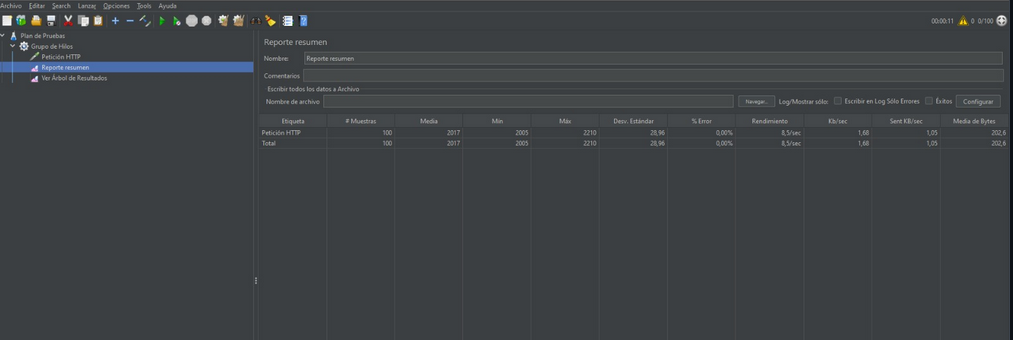 Archivo Editar Search Lanzar Opciones Tools Ayuda
00:00:11 0 0/100
Plan de Pruebas
Grupo de Hilos
Petición HTTP
Reporte resumen
Ver Árbol de Resultados
Reporte resumen
Nombre: Reporte resumen
Comentarios
Escribir todos los datos a Archivo
Nombre de archivo Navegar... Log/Mostrar sólo: Escribir en Log Sólo Errores Éxitos Configurar
Etiqueta # Muestras Media Mín Máx Desv. Estándar % Error Rendimiento Kb/sec Sent KB/sec Media de Bytes
Petición HTTP 100 2017 2005 2210 28,96 0,00% 8,5/sec 1,68 1,05 202,6
Total 100 2017 2005 2210 28,96 0,00% 8,5/sec 1,68 1,05 202,6